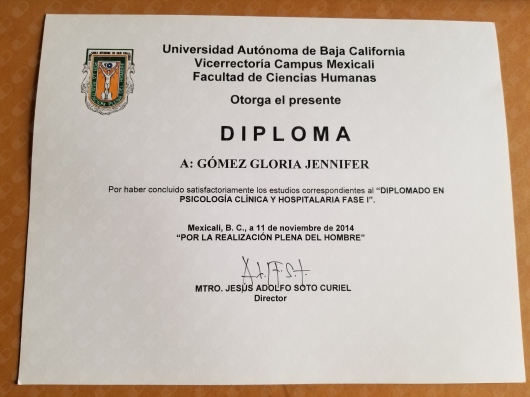 Universidad Autónoma de Baja California
Vicerrectoría Campus Mexicali
Facultad de Ciencias Humanas
Otorga el presente
DIPLOMA
A: GÓMEZ GLORIA JENNIFER
Por haber concluido satisfactoriamente los estudios correspondientes al “DIPLOMADO EN
PSICOLOGÍA CLÍNICA Y HOSPITALARIA FASE I”.
Mexicali, B. C., a 11 de noviembre de 2014
“POR LA REALIZACIÓN PLENA DEL HOMBRE”
MTRO. JESÚS ADOLFO SOTO CURIEL
Director